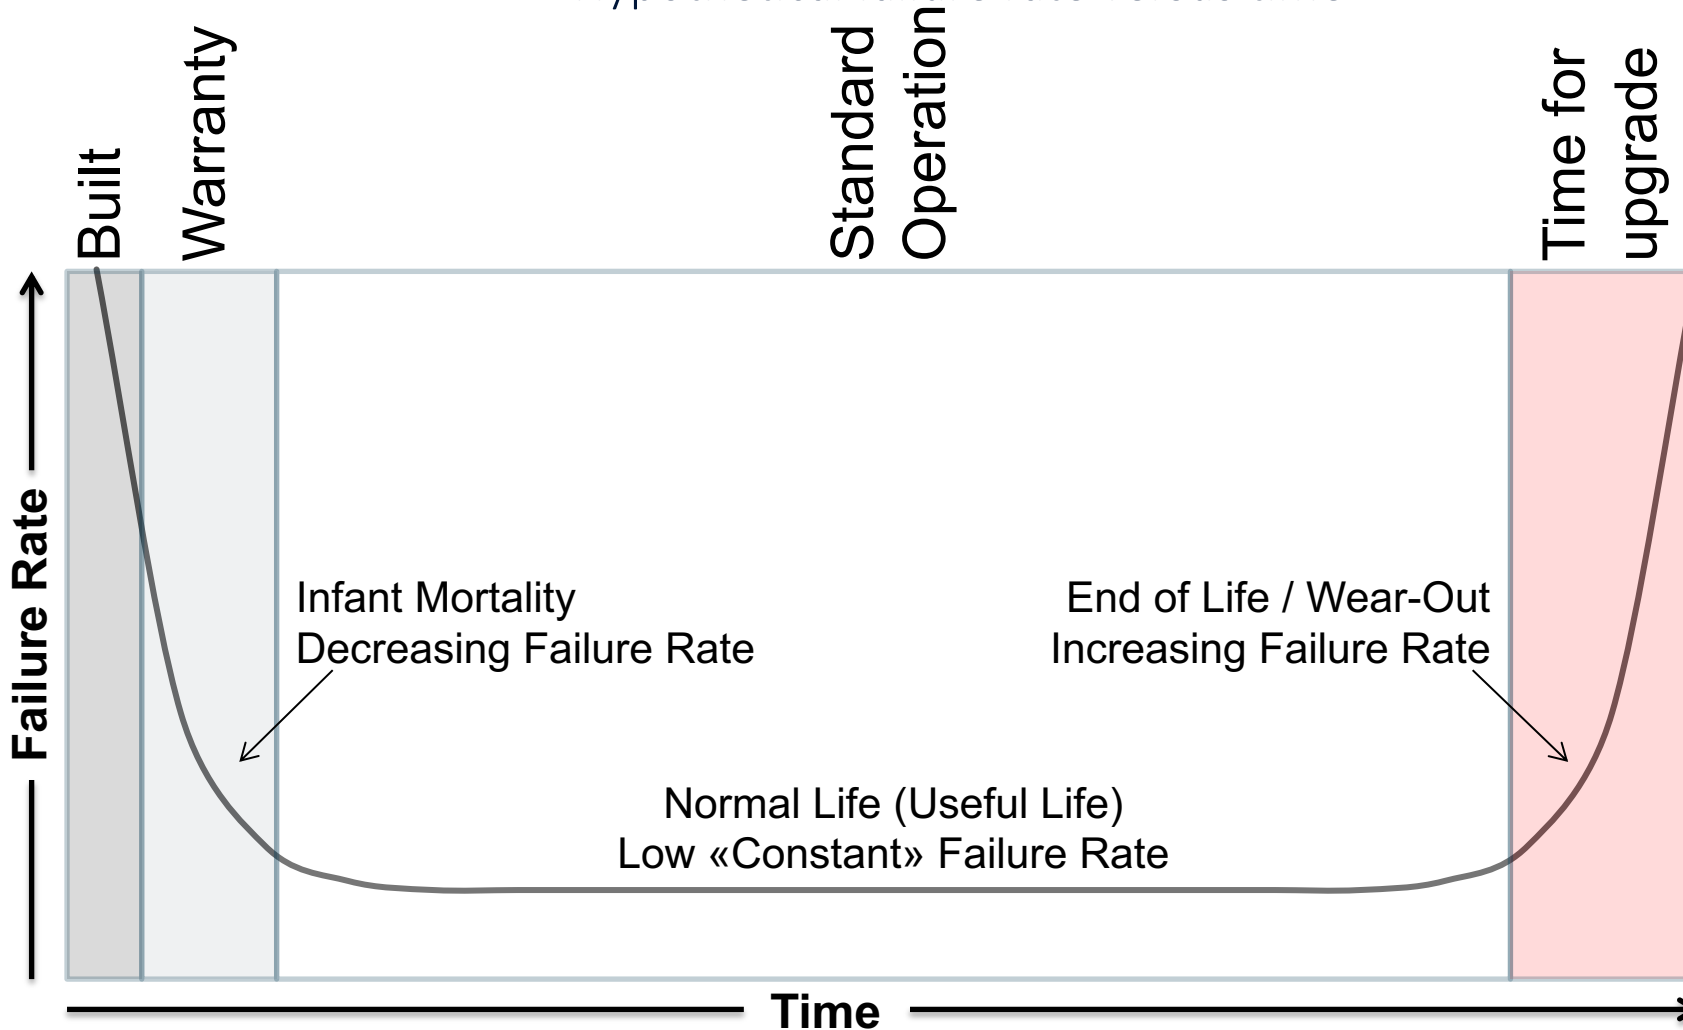 Built
Warranty
Standard
Operation
Time for
upgrade
Failure Rate
Infant Mortality
Decreasing Failure Rate
End of Life / Wear-Out
Increasing Failure Rate
Normal Life (Useful Life)
Low «Constant» Failure Rate
Time